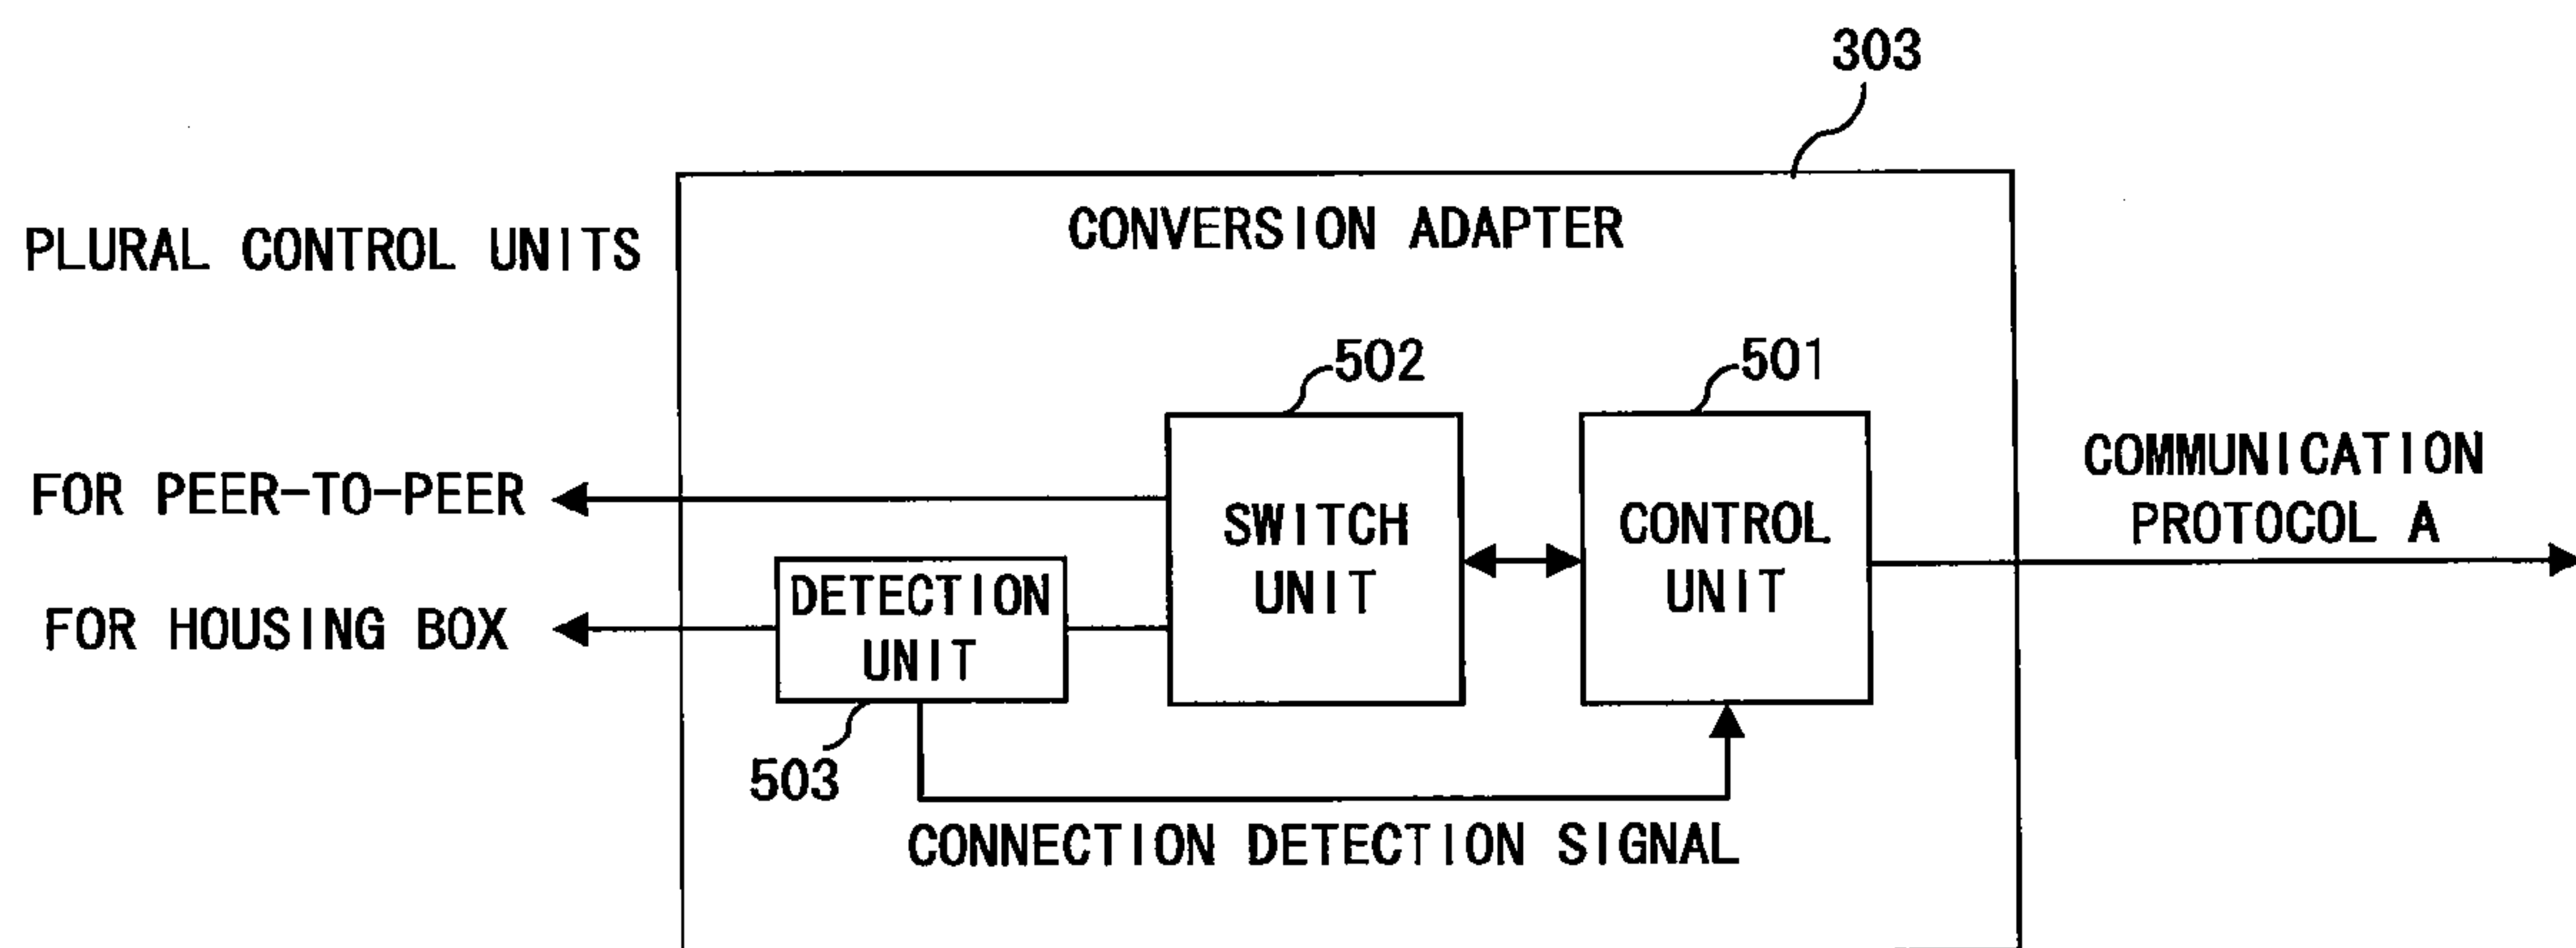 303
PLURAL CONTROL UNITS
CONVERSION ADAPTER
502
501
FOR PEER-TO-PEER
SWITCH
UNIT
CONTROL
UNIT
COMMUNICATION
PROTOCOL A
FOR HOUSING BOX
DETECTION
UNIT
503
CONNECTION DETECTION SIGNAL